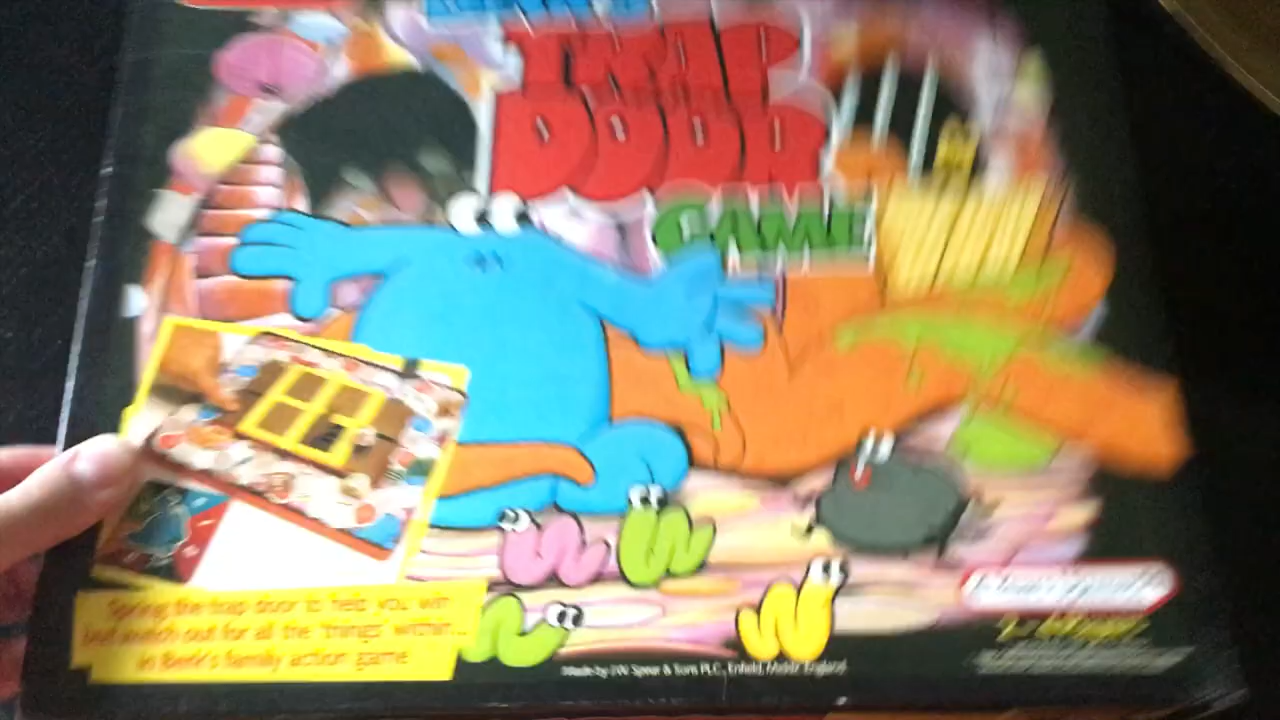 TRAP
DOOR
GAME
Spring the trap door to help you win
but watch out for all the 'things' within...
in Berk's family action game
Made by J.W. Spear & Sons PLC., Enfield, Middx. England